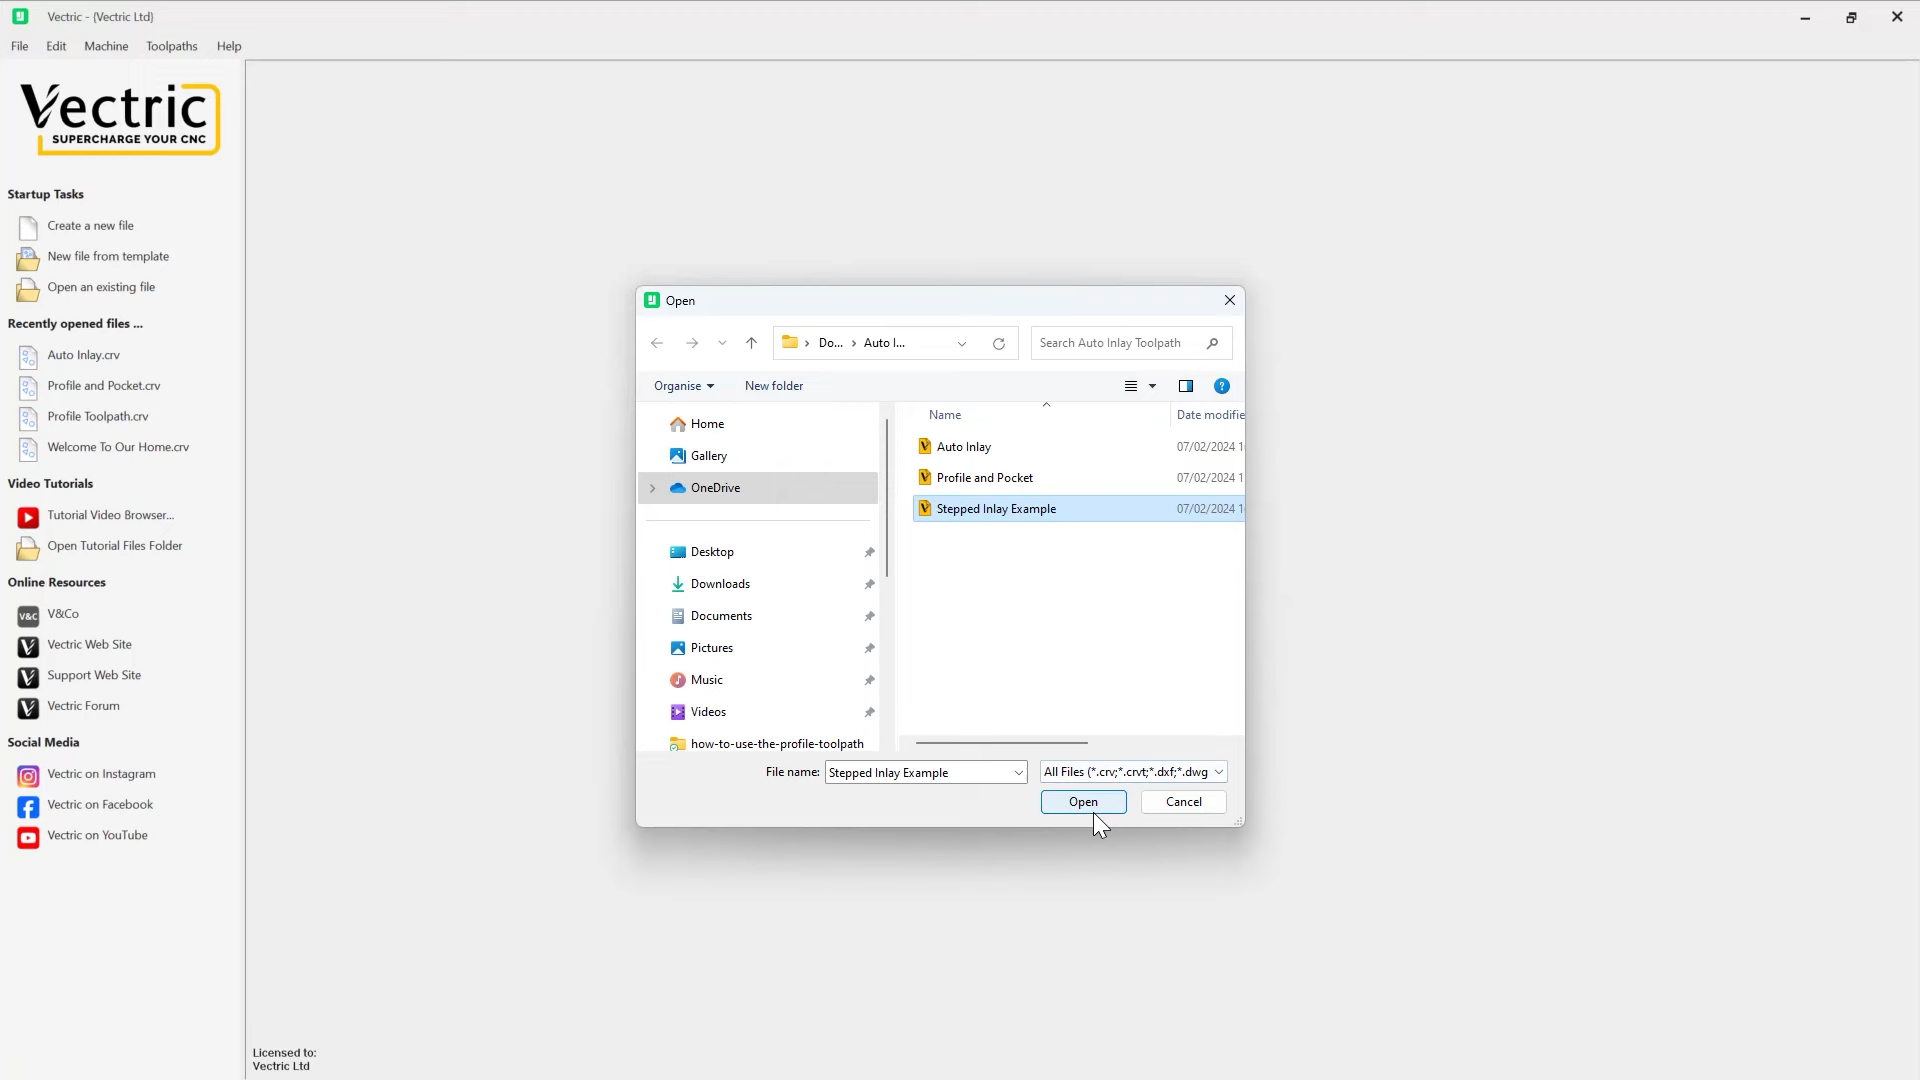 Vectric - {Vectric Ltd}
File Edit Machine Toolpaths Help
Vectric
SUPERCHARGE YOUR CNC
Startup Tasks
Create a new file
New file from template
Open an existing file
Recently opened files ...
Auto Inlay.crv
Profile and Pocket.crv
Profile Toolpath.crv
Welcome To Our Home.crv
Video Tutorials
Tutorial Video Browser...
Open Tutorial Files Folder
Online Resources
V&C V&Co
Vectric Web Site
Support Web Site
Vectric Forum
Social Media
Vectric on Instagram
Vectric on Facebook
Vectric on YouTube
Licensed to:
Vectric Ltd
Open
Do... Auto I...
Search Auto Inlay Toolpath
Organise New folder
Home
Gallery
OneDrive
Desktop
Downloads
Documents
Pictures
Music
Videos
how-to-use-the-profile-toolpath
Name Date modifie
Auto Inlay 07/02/2024 1
Profile and Pocket 07/02/2024 1
Stepped Inlay Example 07/02/2024 1
File name: Stepped Inlay Example All Files (*.crv;*.crvt;*.dxf;*.dwg
Open Cancel